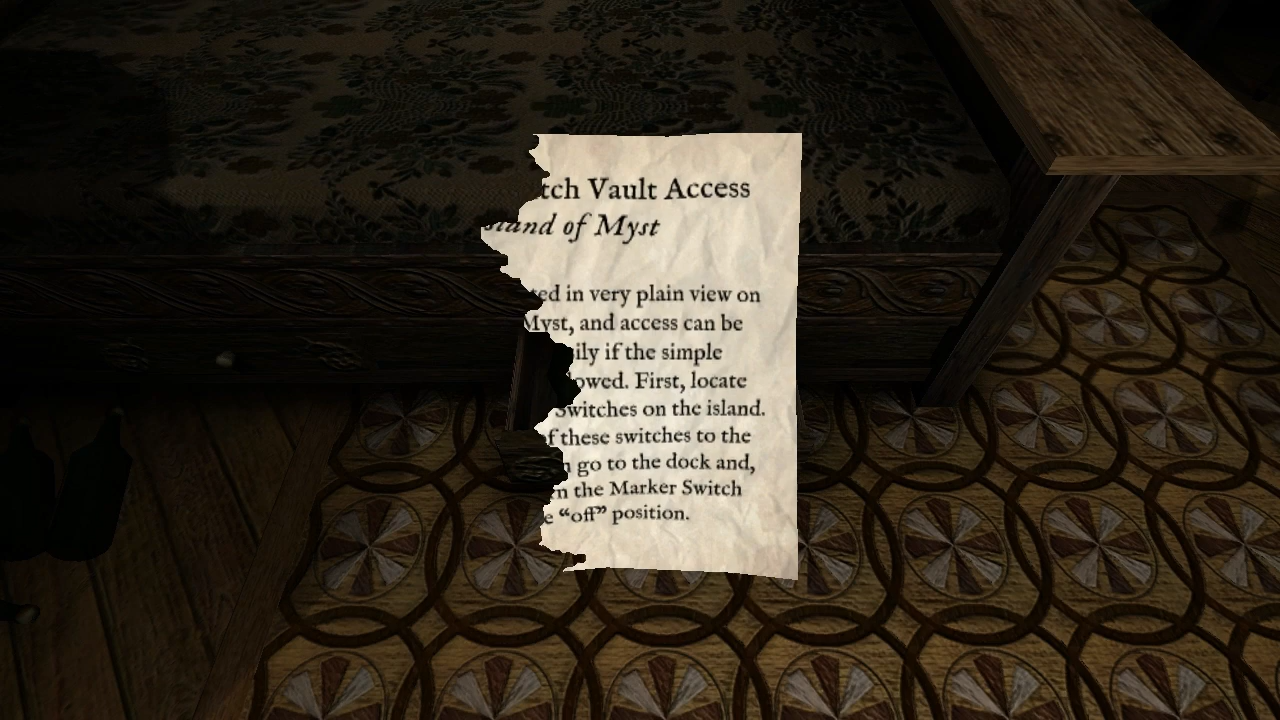 tch Vault Access
sland of Myst
ted in very plain view on
Myst, and access can be
sily if the simple
lowed. First, locate
Switches on the island.
f these switches to the
n go to the dock and,
n the Marker Switch
e “off” position.